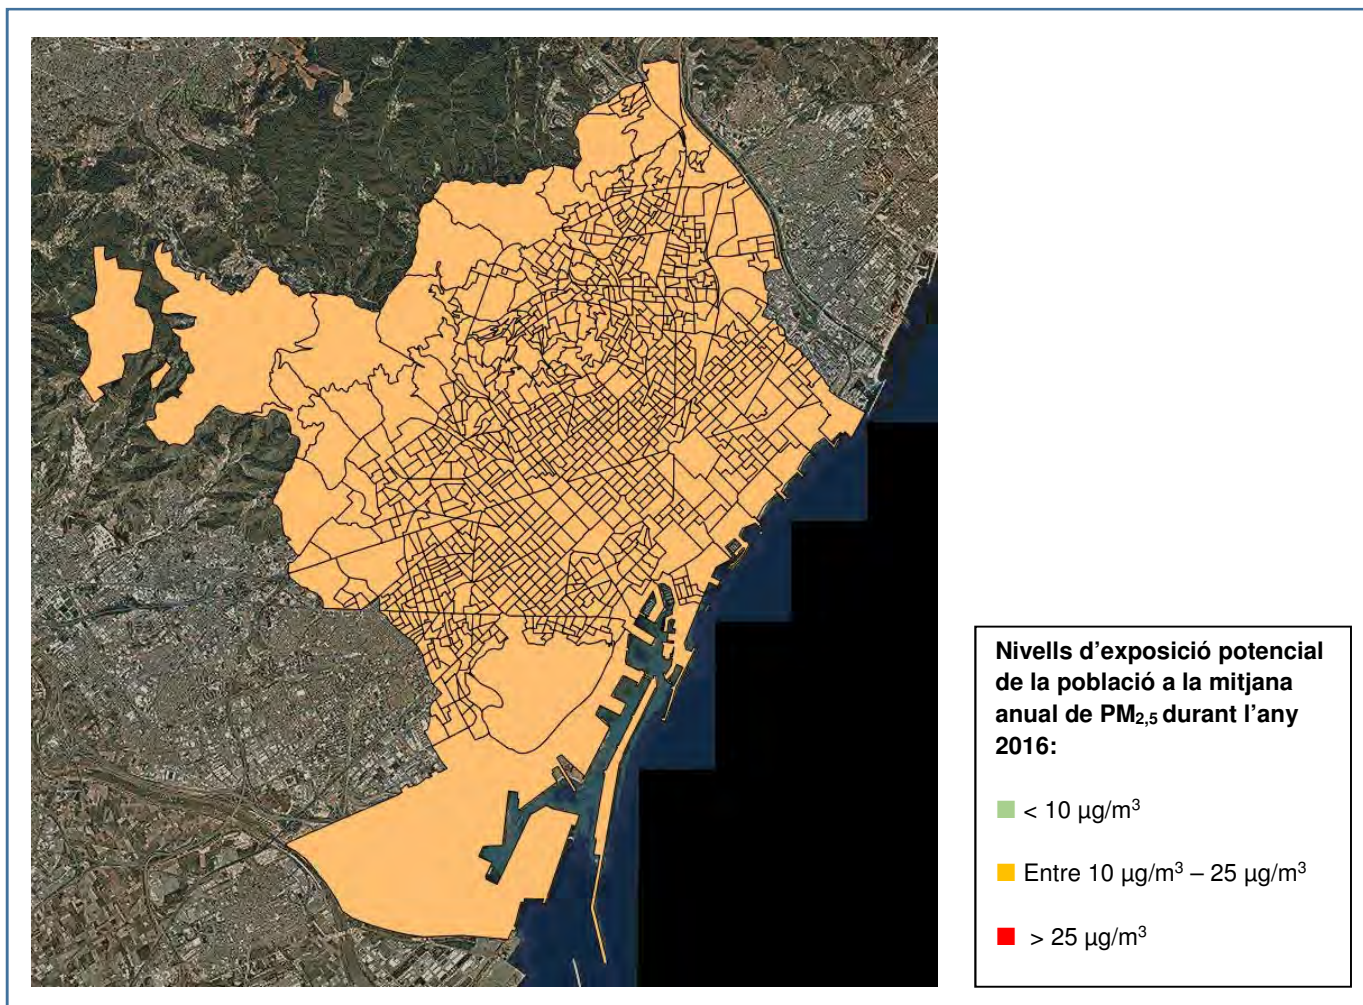 Nivells d’exposició potencial
de la població a la mitjana
anual de PM2,5 durant l’any
2016:
< 10 µg/m³
Entre 10 µg/m³ – 25 µg/m³
> 25 µg/m³